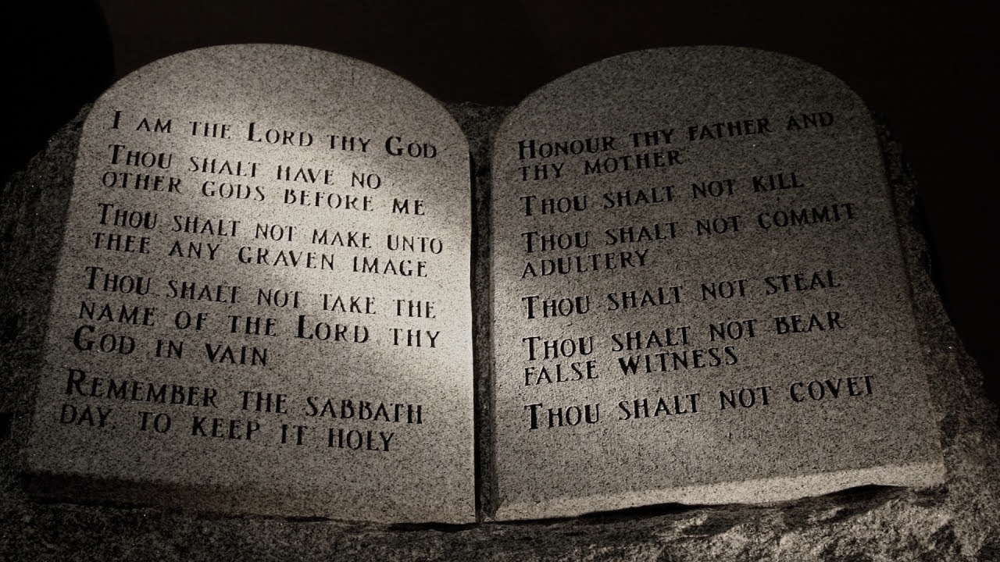 I AM THE LORD THY GOD
THOU SHALT HAVE NO
OTHER GODS BEFORE ME
THOU SHALT NOT MAKE UNTO
THEE ANY GRAVEN IMAGE
THOU SHALT NOT TAKE THE
NAME OF THE LORD THY
GOD IN VAIN
REMEMBER THE SABBATH
DAY, TO KEEP IT HOLY
HONOUR THY FATHER AND
THY MOTHER
THOU SHALT NOT KILL
THOU SHALT NOT COMMIT
ADULTERY
THOU SHALT NOT STEAL
THOU SHALT NOT BEAR
FALSE WITNESS
THOU SHALT NOT COVET